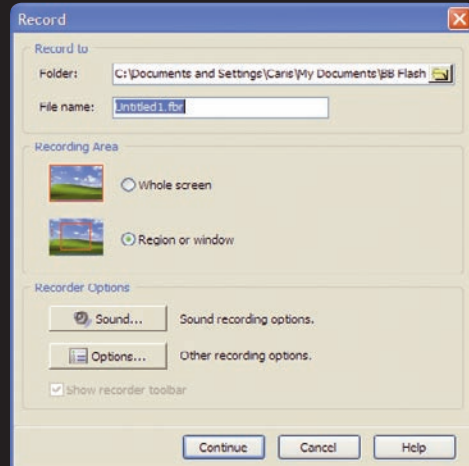 Record
Record to
Folder: C:\Documents and Settings\Caris\My Documents\BB Flash
File name: Untitled1.fbr
Recording Area
Whole screen
Region or window
Recorder Options
Sound... Sound recording options.
Options... Other recording options.
Show recorder toolbar
Continue Cancel Help